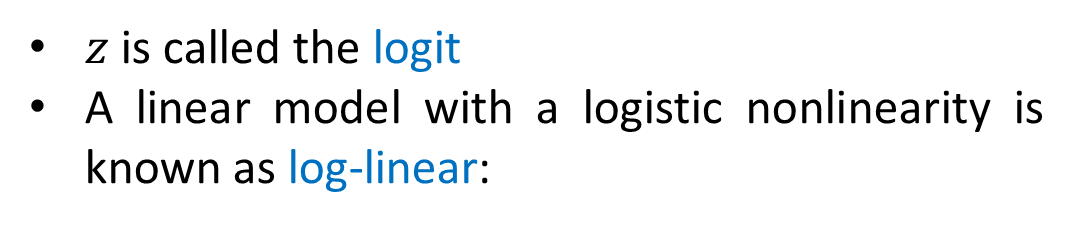 • z is called the logit
• A linear model with a logistic nonlinearity is
known as log-linear: